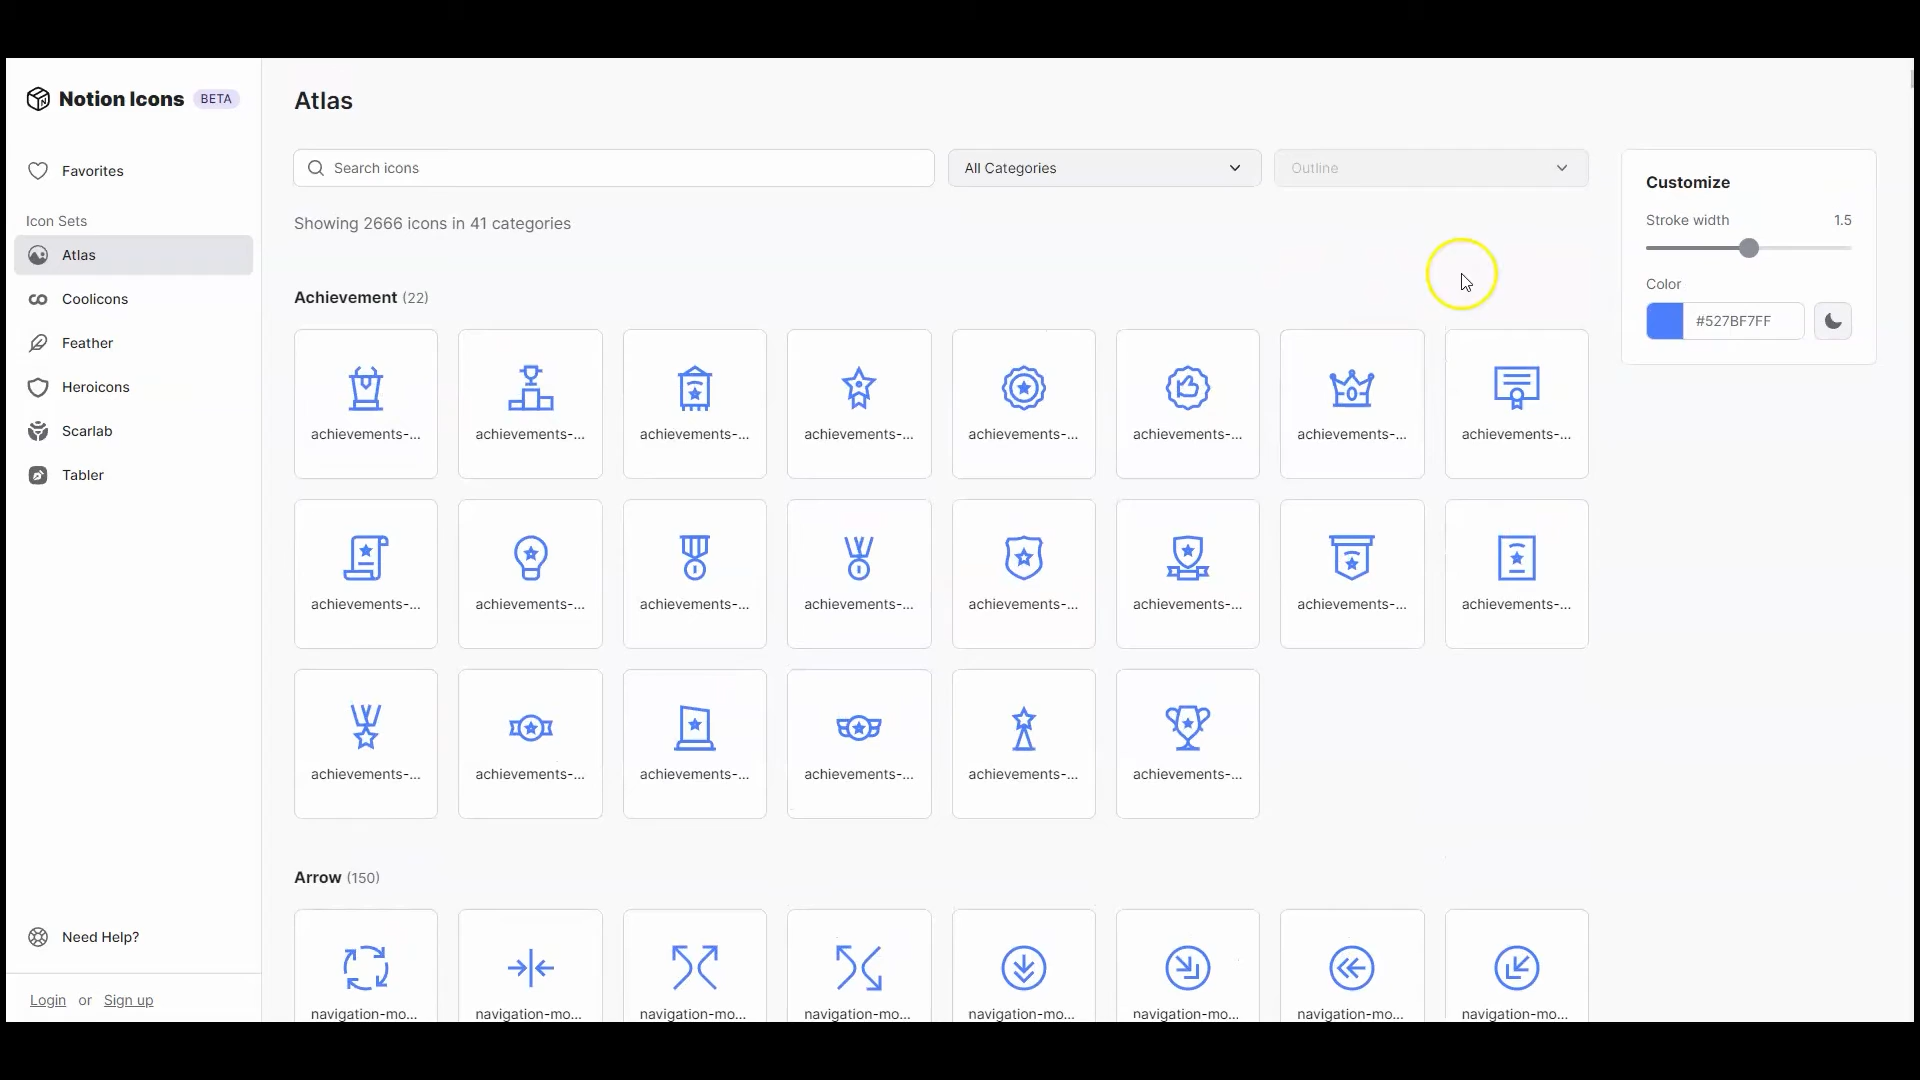 Notion Icons BETA
Favorites
Icon Sets
Atlas
Coolicons
Feather
Heroicons
Scarlab
Tabler
Need Help?
Login or Sign up
Atlas
Search icons
All Categories
Outline
Showing 2666 icons in 41 categories
Achievement (22)
achievements-... achievements-... achievements-... achievements-... achievements-... achievements-... achievements-... achievements-...
achievements-... achievements-... achievements-... achievements-... achievements-... achievements-... achievements-... achievements-...
achievements-... achievements-... achievements-... achievements-... achievements-... achievements-...
Arrow (150)
navigation-mo... navigation-mo... navigation-mo... navigation-mo... navigation-mo... navigation-mo... navigation-mo... navigation-mo...
Customize
Stroke width 1.5
Color
#527BF7FF